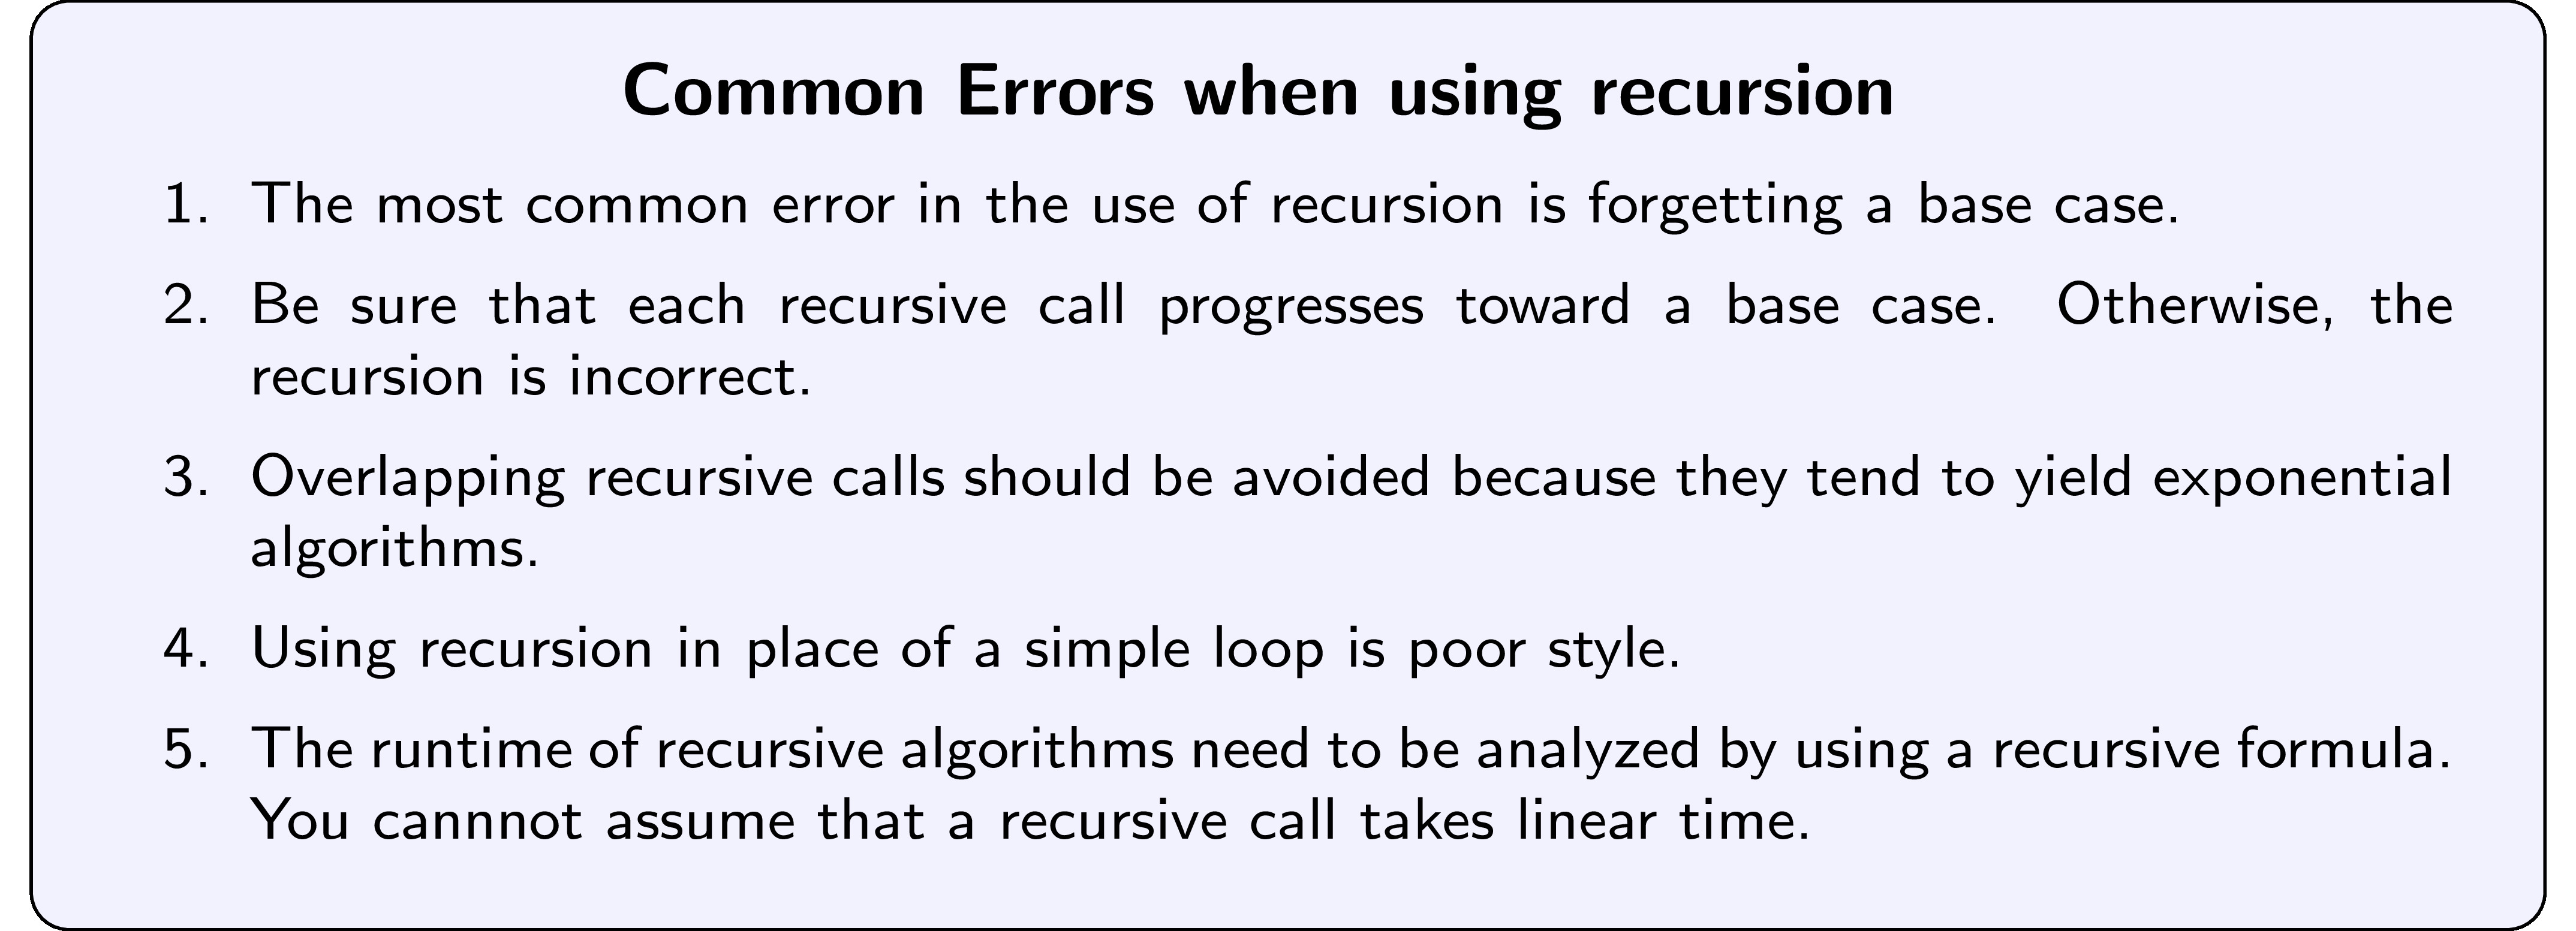 Common Errors when using recursion
1. The most common error in the use of recursion is forgetting a base case.
2. Be sure that each recursive call progresses toward a base case. Otherwise, the
recursion is incorrect.
3. Overlapping recursive calls should be avoided because they tend to yield exponential
algorithms.
4. Using recursion in place of a simple loop is poor style.
5. The runtime of recursive algorithms need to be analyzed by using a recursive formula.
You cannnot assume that a recursive call takes linear time.